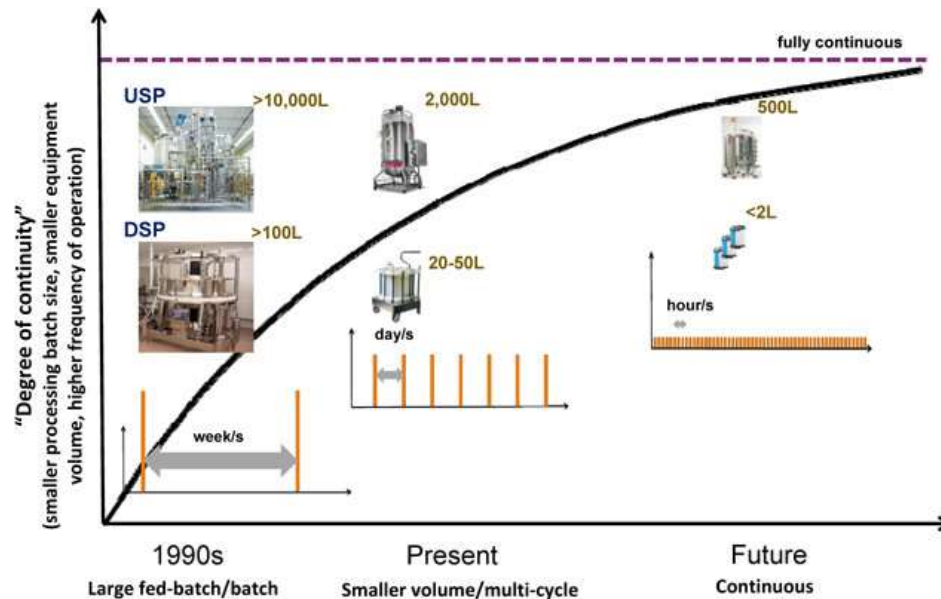 fully continuous
USP
>10,000L
2,000L
500L
DSP
>100L
20-50L
<2L
week/s
day/s
hour/s
“Degree of continuity”
(smaller processing batch size, smaller equipment
volume, higher frequency of operation)
1990s
Present
Future
Large fed-batch/batch
Smaller volume/multi-cycle
Continuous